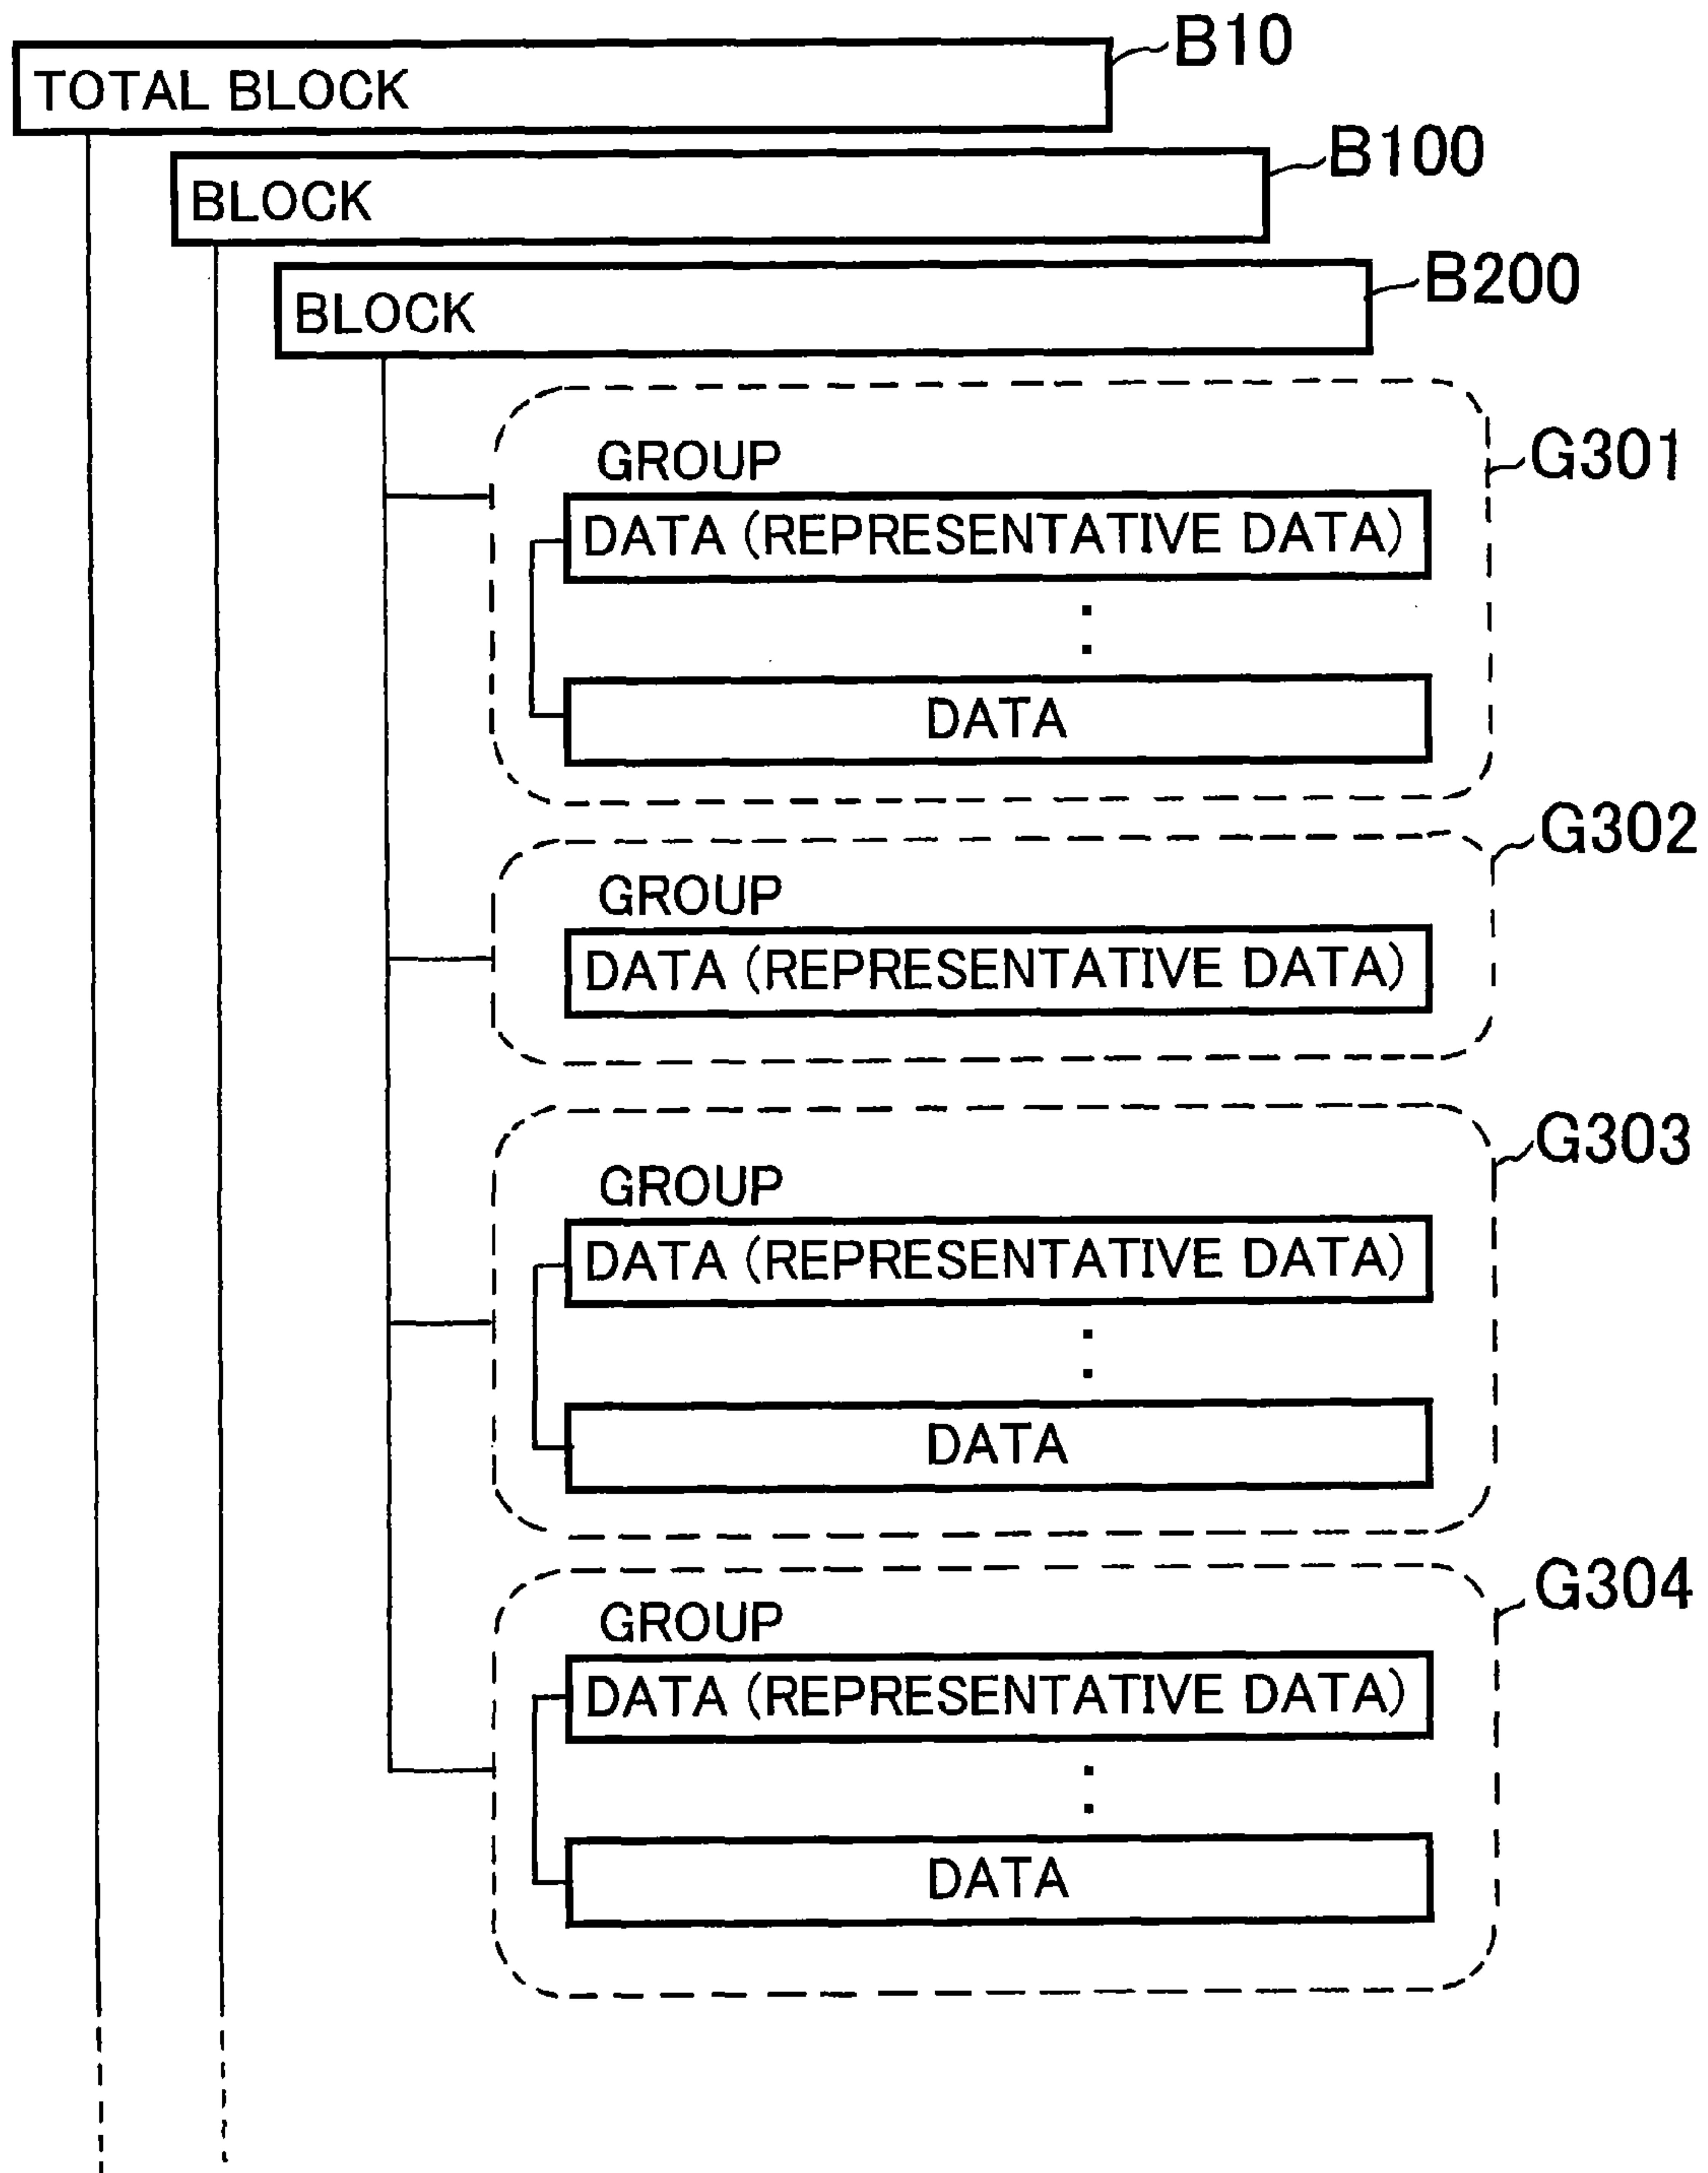 B10
TOTAL BLOCK
B100
BLOCK
B200
BLOCK
G301
GROUP
DATA (REPRESENTATIVE DATA)
:
DATA
G302
GROUP
DATA (REPRESENTATIVE DATA)
G303
GROUP
DATA (REPRESENTATIVE DATA)
:
DATA
G304
GROUP
DATA (REPRESENTATIVE DATA)
:
DATA